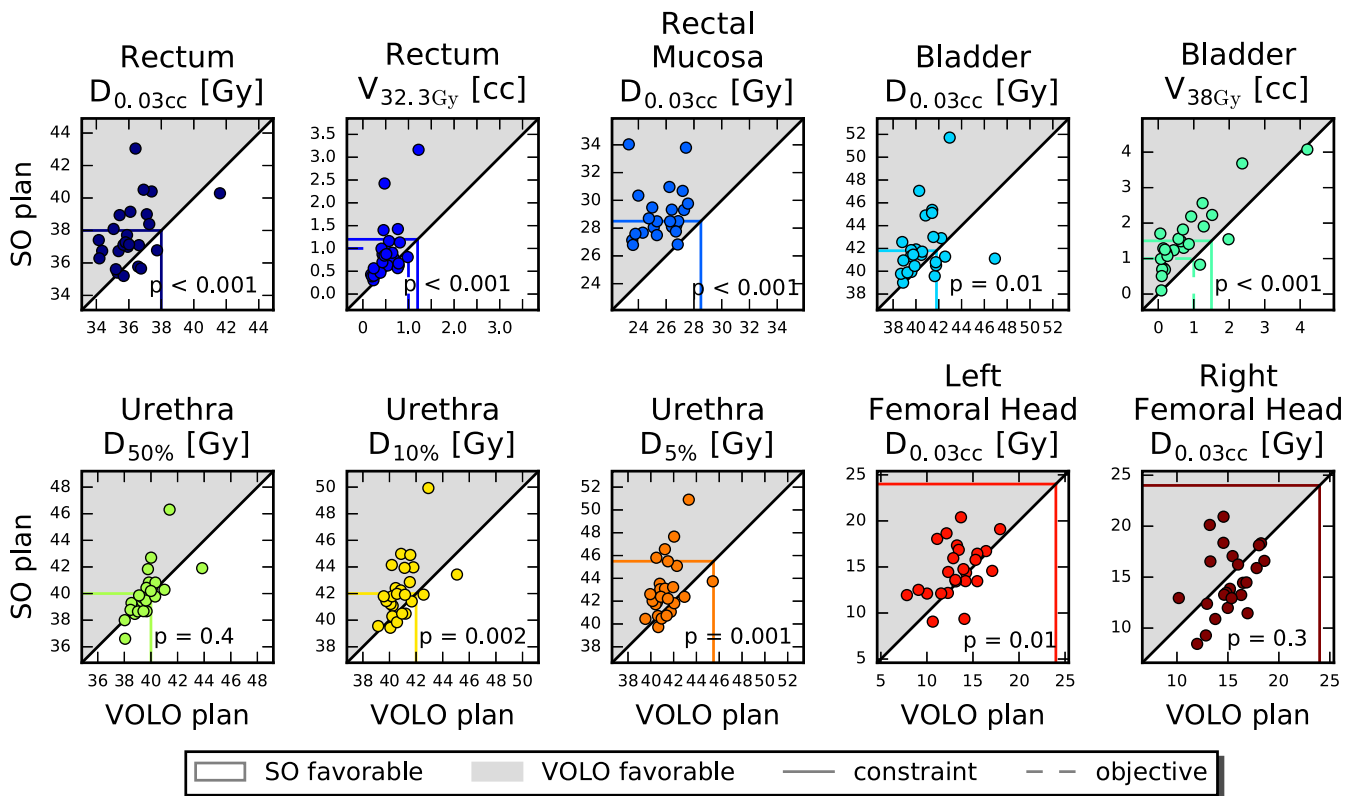 Rectum
D0.03cc [Gy]
Rectum
V32.3Gy [cc]
Rectal
Mucosa
D0.03cc [Gy]
Bladder
D0.03cc [Gy]
Bladder
V38Gy [cc]
SO plan
44
42
40
38
36
34
34 36 38 40 42 44
p < 0.001
3.5
3.0
2.5
2.0
1.5
1.0
0.5
0.0
0 1.0 2.0 3.0
p < 0.001
34
32
30
28
26
24
24 26 28 30 32 34
p < 0.001
52
50
48
46
44
42
40
38
38 40 42 44 46 48 50 52
p = 0.01
4
3
2
1
0
0 1 2 3 4
p < 0.001
Urethra
D50% [Gy]
Urethra
D10% [Gy]
Urethra
D5% [Gy]
Left
Femoral Head
D0.03cc [Gy]
Right
Femoral Head
D0.03cc [Gy]
SO plan
48
46
44
42
40
38
36
36 38 40 42 44 46 48
p = 0.4
VOLO plan
50
48
46
44
42
40
38
38 40 42 44 46 48 50
p = 0.002
VOLO plan
52
50
48
46
44
42
40
38
38 40 42 44 46 48 50 52
p = 0.001
VOLO plan
25
20
15
10
5
5 10 15 20 25
p = 0.01
VOLO plan
25
20
15
10
10 15 20 25
p = 0.3
VOLO plan
SO favorable VOLO favorable constraint objective